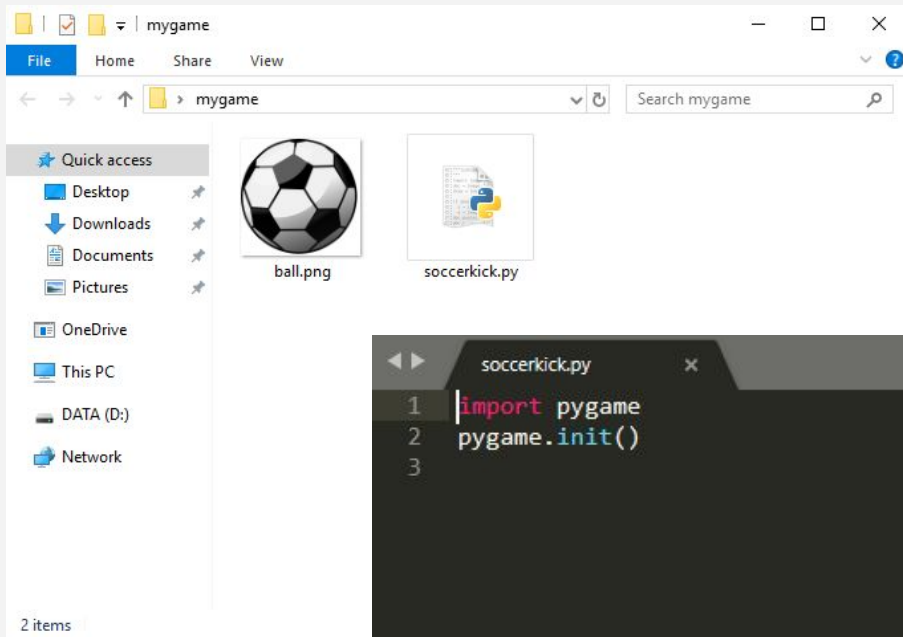 mygame
File Home Share View
mygame
Search mygame
Quick access
Desktop
Downloads
Documents
Pictures
OneDrive
This PC
DATA (D:)
Network
ball.png
soccerkick.py
soccerkick.py
1 import pygame
2 pygame.init()
3
2 items